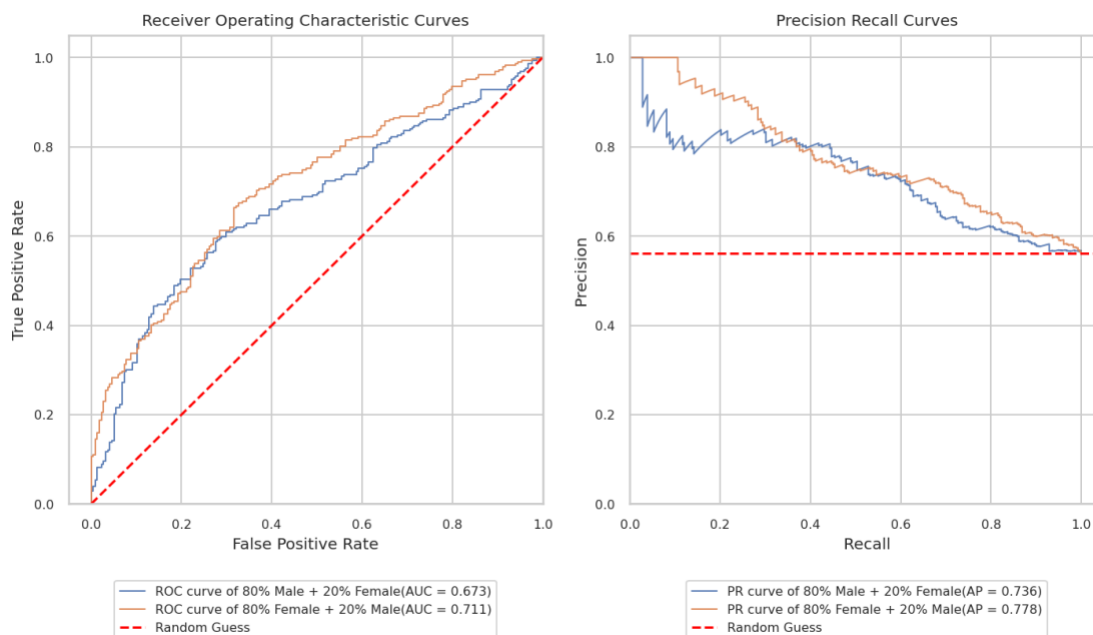 Receiver Operating Characteristic Curves
1.0
0.8
0.6
0.4
0.2
0.0
True Positive Rate
0.0 0.2 0.4 0.6 0.8 1.0
False Positive Rate
ROC curve of 80% Male + 20% Female(AUC = 0.673)
ROC curve of 80% Female + 20% Male(AUC = 0.711)
Random Guess
Precision Recall Curves
1.0
0.8
0.6
0.4
0.2
0.0
Precision
0.0 0.2 0.4 0.6 0.8 1.0
Recall
PR curve of 80% Male + 20% Female(AP = 0.736)
PR curve of 80% Female + 20% Male(AP = 0.778)
Random Guess